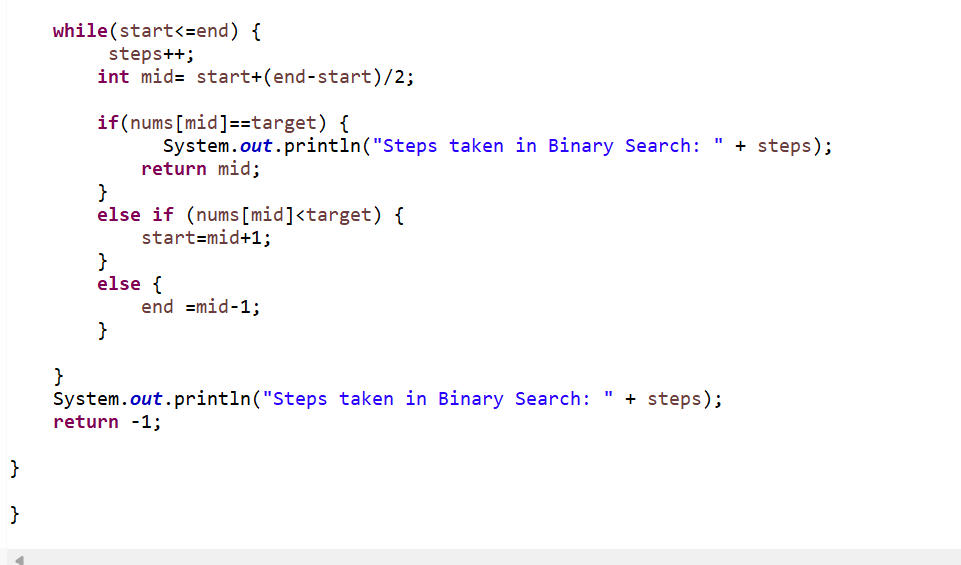 while(start<=end) {
steps++;
int mid= start+(end-start)/2;
if(nums[mid]==target) {
System.out.println("Steps taken in Binary Search: " + steps);
return mid;
}
else if (nums[mid]<target) {
start=mid+1;
}
else {
end =mid-1;
}
}
System.out.println("Steps taken in Binary Search: " + steps);
return -1;
}
}